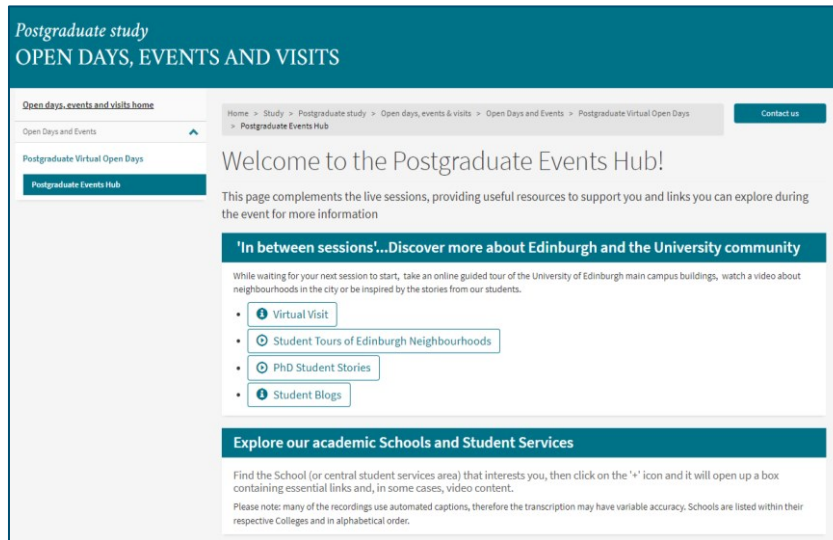 Postgraduate study
OPEN DAYS, EVENTS AND VISITS
Open days, events and visits home
Open Days and Events
Postgraduate Virtual Open Days
Postgraduate Events Hub
Home > Study > Postgraduate study > Open days, events & visits > Open Days and Events > Postgraduate Virtual Open Days
> Postgraduate Events Hub
Contact us
Welcome to the Postgraduate Events Hub!
This page complements the live sessions, providing useful resources to support you and links you can explore during
the event for more information
'In between sessions'...Discover more about Edinburgh and the University community
While waiting for your next session to start, take an online guided tour of the University of Edinburgh main campus buildings, watch a video about
neighbourhoods in the city or be inspired by the stories from our students.
Virtual Visit
Student Tours of Edinburgh Neighbourhoods
PhD Student Stories
Student Blogs
Explore our academic Schools and Student Services
Find the School (or central student services area) that interests you, then click on the '+' icon and it will open up a box
containing essential links and, in some cases, video content.
Please note: many of the recordings use automated captions, therefore the transcription may have variable accuracy. Schools are listed within their
respective Colleges and in alphabetical order.